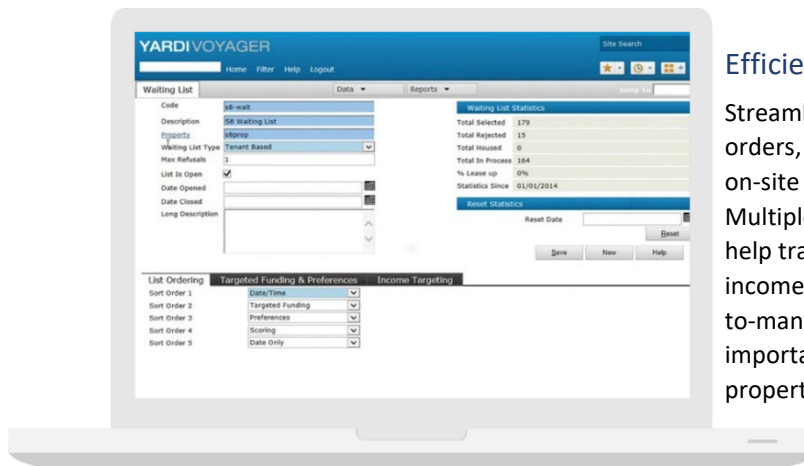 YARDI VOYAGER
Site Search
Home Filter Help Logout
Waiting List Data Reports Jump To
Code s8-wait
Description S8 Waiting List
Property s8prop
Waiting List Type Tenant Based
Max Refusals 1
List Is Open
Date Opened
Date Closed
Long Description
Waiting List Statistics
Total Selected 179
Total Rejected 15
Total Housed 0
Total In Process 164
% Lease up 0%
Statistics Since 01/01/2014
Reset Statistics
Reset Date
Reset
Save New Help
List Ordering Targeted Funding & Preferences Income Targeting
Sort Order 1 Date/Time
Sort Order 2 Targeted Funding
Sort Order 3 Preferences
Sort Order 4 Scoring
Sort Order 5 Date Only
Efficie
Streaml
orders,
on-site
Multipl
help tra
income
to-man
importa
propert